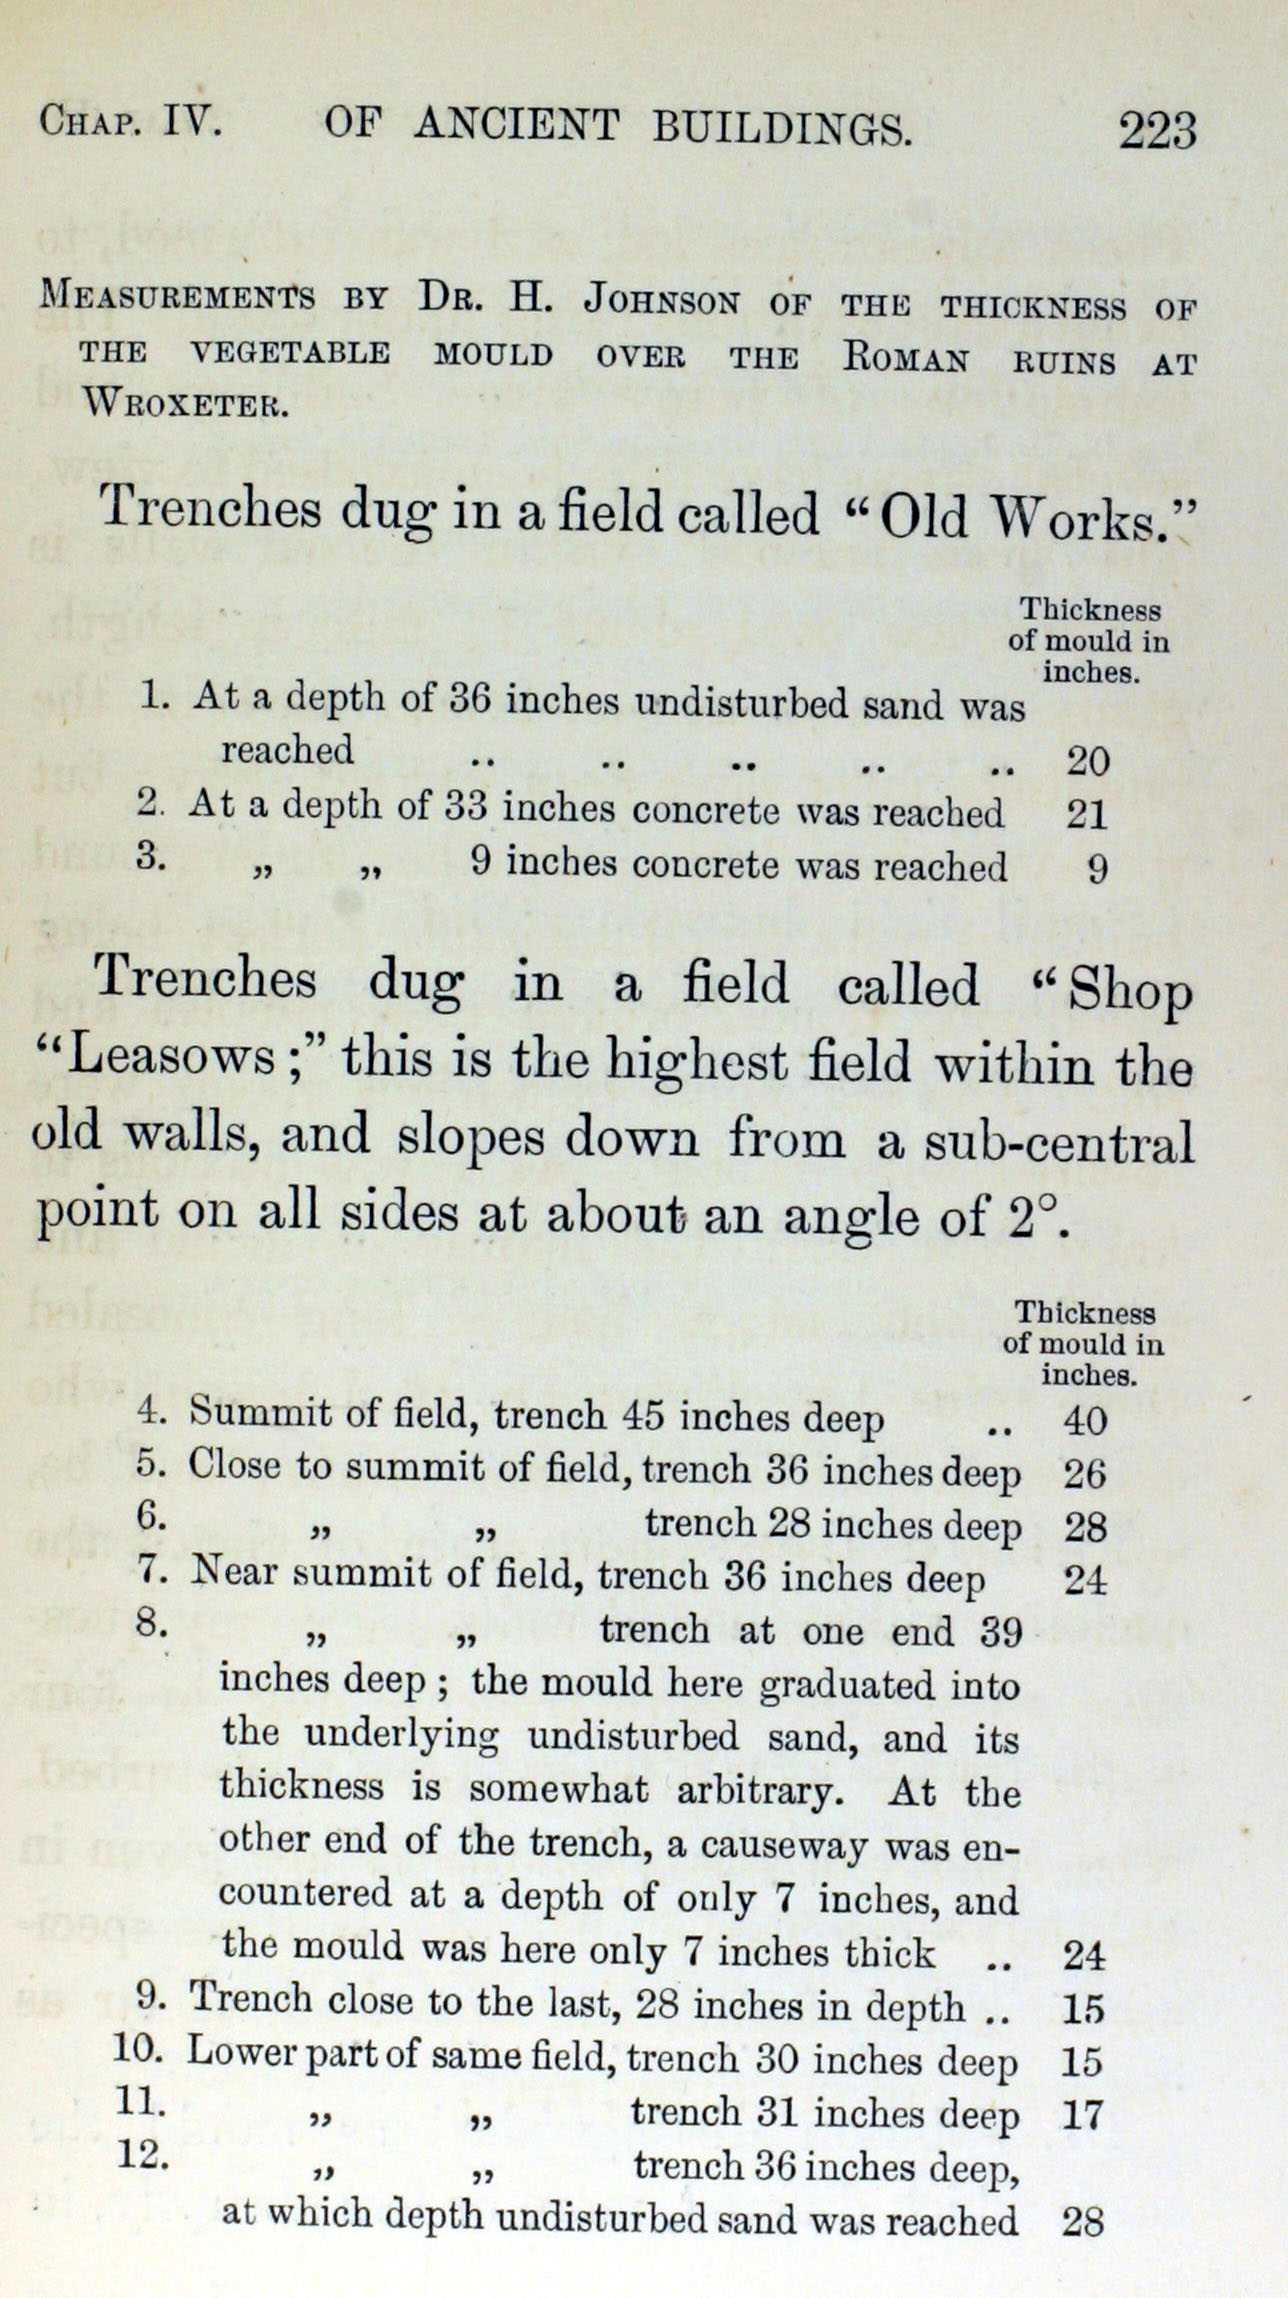 CHAP. IV. OF ANCIENT BUILDINGS. 223
MEASUREMENTS BY DR. H. JOHNSON OF THE THICKNESS OF
THE VEGETABLE MOULD OVER THE ROMAN RUINS AT
WROXETER.
Trenches dug in a field called “Old Works.”
Thickness
of mould in
inches.
1. At a depth of 36 inches undisturbed sand was
reached .. .. .. .. .. 20
2. At a depth of 33 inches concrete was reached 21
3. „ „ 9 inches concrete was reached 9
Trenches dug in a field called “Shop
“Leasows;” this is the highest field within the
old walls, and slopes down from a sub-central
point on all sides at about an angle of 2°.
Thickness
of mould in
inches.
4. Summit of field, trench 45 inches deep .. 40
5. Close to summit of field, trench 36 inches deep 26
6. „ „ trench 28 inches deep 28
7. Near summit of field, trench 36 inches deep 24
8. „ „ trench at one end 39
inches deep; the mould here graduated into
the underlying undisturbed sand, and its
thickness is somewhat arbitrary. At the
other end of the trench, a causeway was en-
countered at a depth of only 7 inches, and
the mould was here only 7 inches thick .. 24
9. Trench close to the last, 28 inches in depth .. 15
10. Lower part of same field, trench 30 inches deep 15
11. „ „ trench 31 inches deep 17
12. „ „ trench 36 inches deep,
at which depth undisturbed sand was reached 28